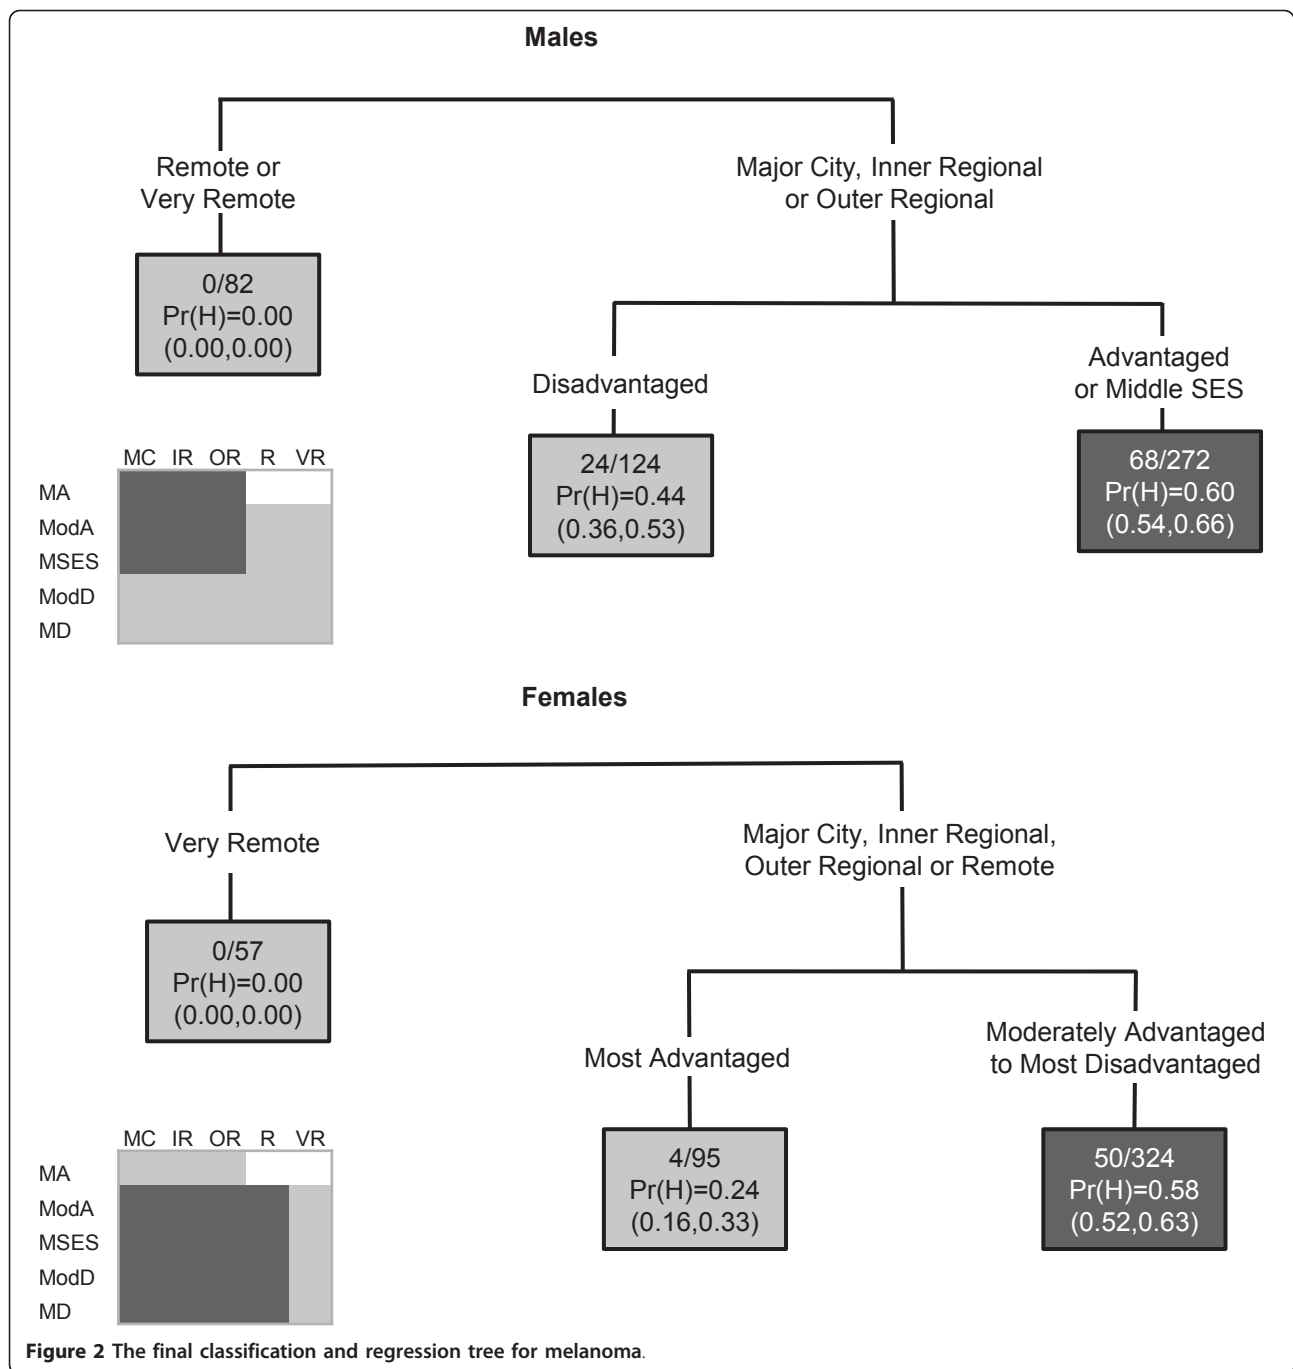 Males
Remote or
Very Remote
Major City, Inner Regional
or Outer Regional
0/82
Pr(H)=0.00
(0.00,0.00)
Disadvantaged
Advantaged
or Middle SES
24/124
Pr(H)=0.44
(0.36,0.53)
68/272
Pr(H)=0.60
(0.54,0.66)
MC IR OR R VR
MA
ModA
MSES
ModD
MD
Females
Very Remote
Major City, Inner Regional,
Outer Regional or Remote
0/57
Pr(H)=0.00
(0.00,0.00)
Most Advantaged
Moderately Advantaged
to Most Disadvantaged
4/95
Pr(H)=0.24
(0.16,0.33)
50/324
Pr(H)=0.58
(0.52,0.63)
MC IR OR R VR
MA
ModA
MSES
ModD
MD
Figure 2 The final classification and regression tree for melanoma.